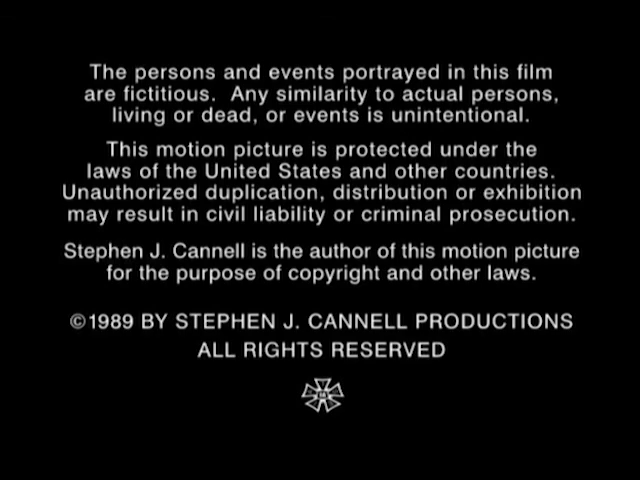 The persons and events portrayed in this film
are fictitious.  Any similarity to actual persons,
living or dead, or events is unintentional.
This motion picture is protected under the
laws of the United States and other countries.
Unauthorized duplication, distribution or exhibition
may result in civil liability or criminal prosecution.
Stephen J. Cannell is the author of this motion picture
for the purpose of copyright and other laws.
©1989 BY STEPHEN J. CANNELL PRODUCTIONS
ALL RIGHTS RESERVED